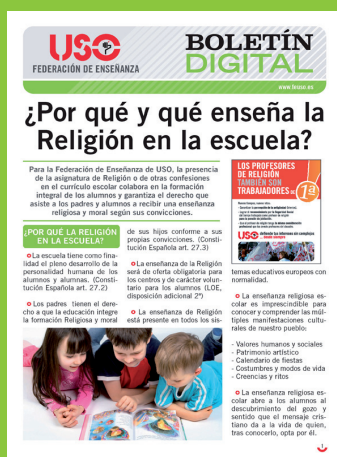 USO
FEDERACIÓN DE ENSEÑANZA
BOLETÍN
DIGITAL
www.feuso.es
¿Por qué y qué enseña la
Religión en la escuela?
Para la Federación de Enseñanza de USO, la presencia
de la asignatura de Religión o de otras confesiones
en el currículo escolar colabora en la formación
integral de los alumnos y garantiza el derecho que
asiste a los padres y alumnos a recibir una enseñanza
religiosa y moral según sus convicciones.
LOS PROFESORES
DE RELIGIÓN
TAMBIÉN SON
TRABAJADORES DE 1ª
USO
¿POR QUÉ LA RELIGIÓN
EN LA ESCUELA?
La escuela tiene como fina-
lidad el pleno desarrollo de la
personalidad humana de los
alumnos y alumnas. (Consti-
tución Española art. 27.2)
Los padres tienen el dere-
cho a que la educación integre
la formación Religiosa y moral
de sus hijos conforme a sus
propias convicciones. (Consti-
tución Española art. 27.3)
La enseñanza de la Religión
será de oferta obligatoria para
los centros y de carácter volun-
tario para los alumnos (LOE,
disposición adicional 2ª)
La enseñanza de Religión
está presente en todos los sis-
temas educativos europeos con
normalidad.
La enseñanza religiosa es-
colar es imprescindible para
conocer y comprender las múl-
tiples manifestaciones cultu-
rales de nuestro pueblo:
- Valores humanos y sociales
- Patrimonio artístico
- Calendario de fiestas
- Costumbres y modos de vida
- Creencias y ritos
La enseñanza religiosa es-
colar abre a los alumnos al
descubrimiento del gozo y
sentido que el mensaje cris-
tiano da a la vida de quien,
tras conocerlo, opta por él.
1